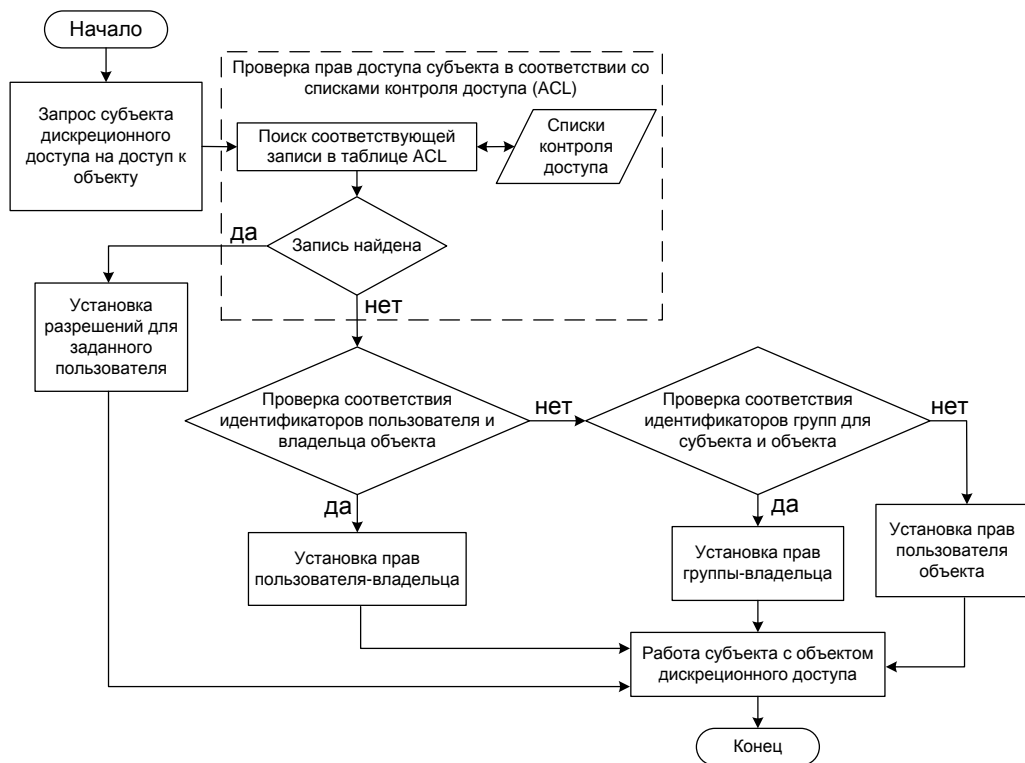 Начало
Запрос субъекта
дискреционного
доступа на доступ к
объекту
Проверка прав доступа субъекта в соответствии со
списками контроля доступа (ACL)
Поиск соответствующей
записи в таблице ACL
Списки
контроля
доступа
Запись найдена
да
нет
Установка
разрешений для
заданного
пользователя
Проверка соответствия
идентификаторов пользователя и
владельца объекта
нет
Проверка соответствия
идентификаторов групп для
субъекта и объекта
нет
да
да
Установка прав
пользователя-владельца
Установка прав
группы-владельца
Установка прав
пользователя
объекта
Работа субъекта с объектом
дискреционного доступа
Конец